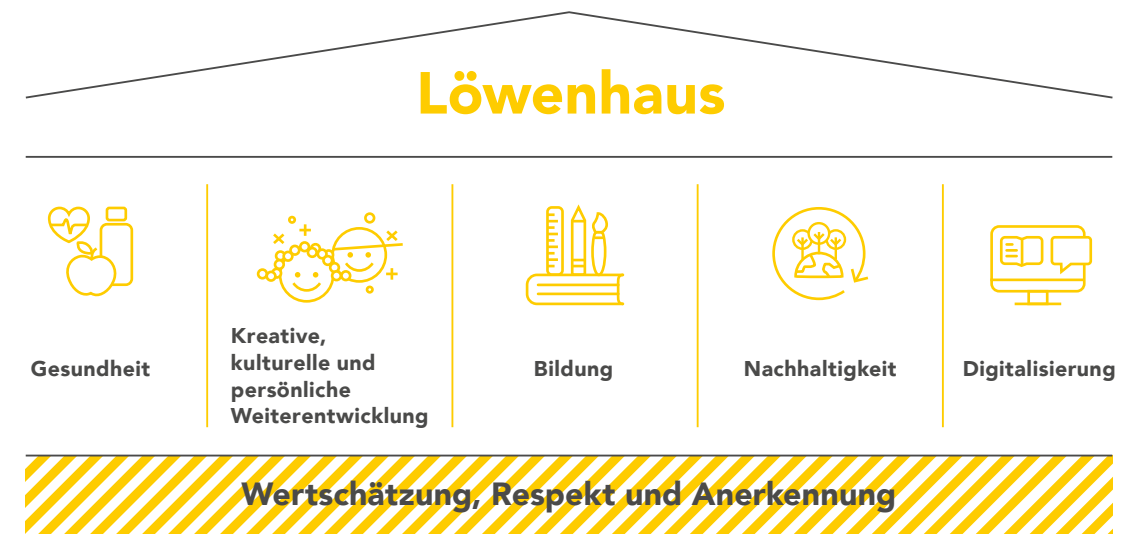 Löwenhaus
Gesundheit
Kreative,
kulturelle und
persönliche
Weiterentwicklung
Bildung
Nachhaltigkeit
Digitalisierung
Wertschätzung, Respekt und Anerkennung